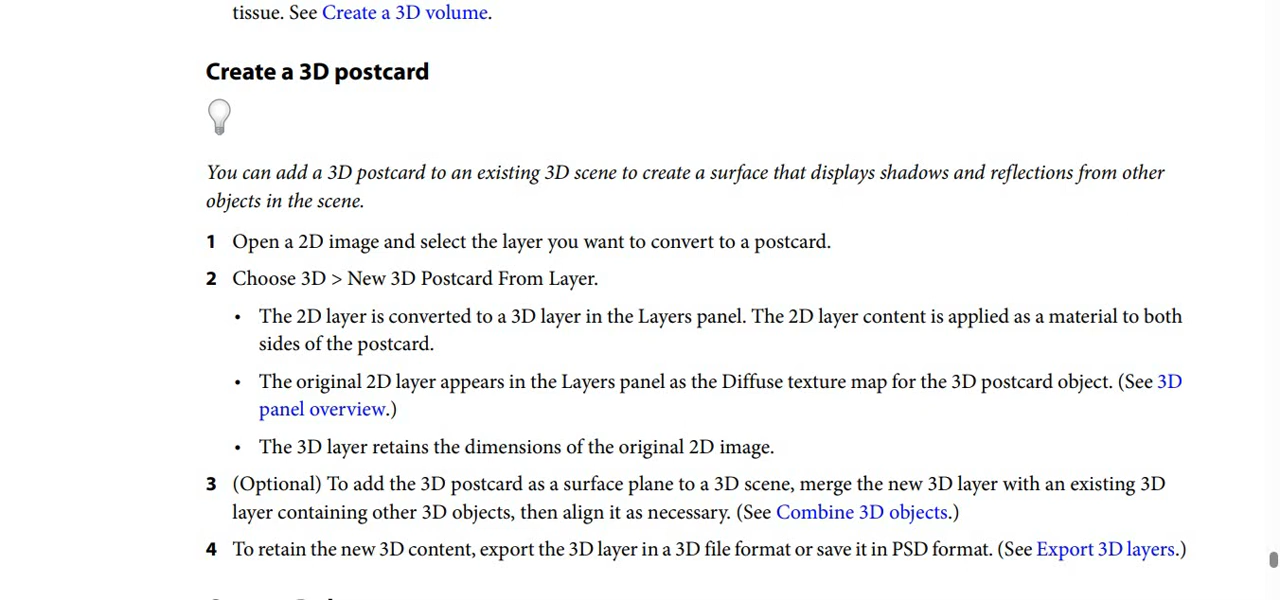 tissue. See Create a 3D volume.
Create a 3D postcard
You can add a 3D postcard to an existing 3D scene to create a surface that displays shadows and reflections from other
objects in the scene.
1 Open a 2D image and select the layer you want to convert to a postcard.
2 Choose 3D > New 3D Postcard From Layer.
• The 2D layer is converted to a 3D layer in the Layers panel. The 2D layer content is applied as a material to both
sides of the postcard.
• The original 2D layer appears in the Layers panel as the Diffuse texture map for the 3D postcard object. (See 3D
panel overview.)
• The 3D layer retains the dimensions of the original 2D image.
3 (Optional) To add the 3D postcard as a surface plane to a 3D scene, merge the new 3D layer with an existing 3D
layer containing other 3D objects, then align it as necessary. (See Combine 3D objects.)
4 To retain the new 3D content, export the 3D layer in a 3D file format or save it in PSD format. (See Export 3D layers.)